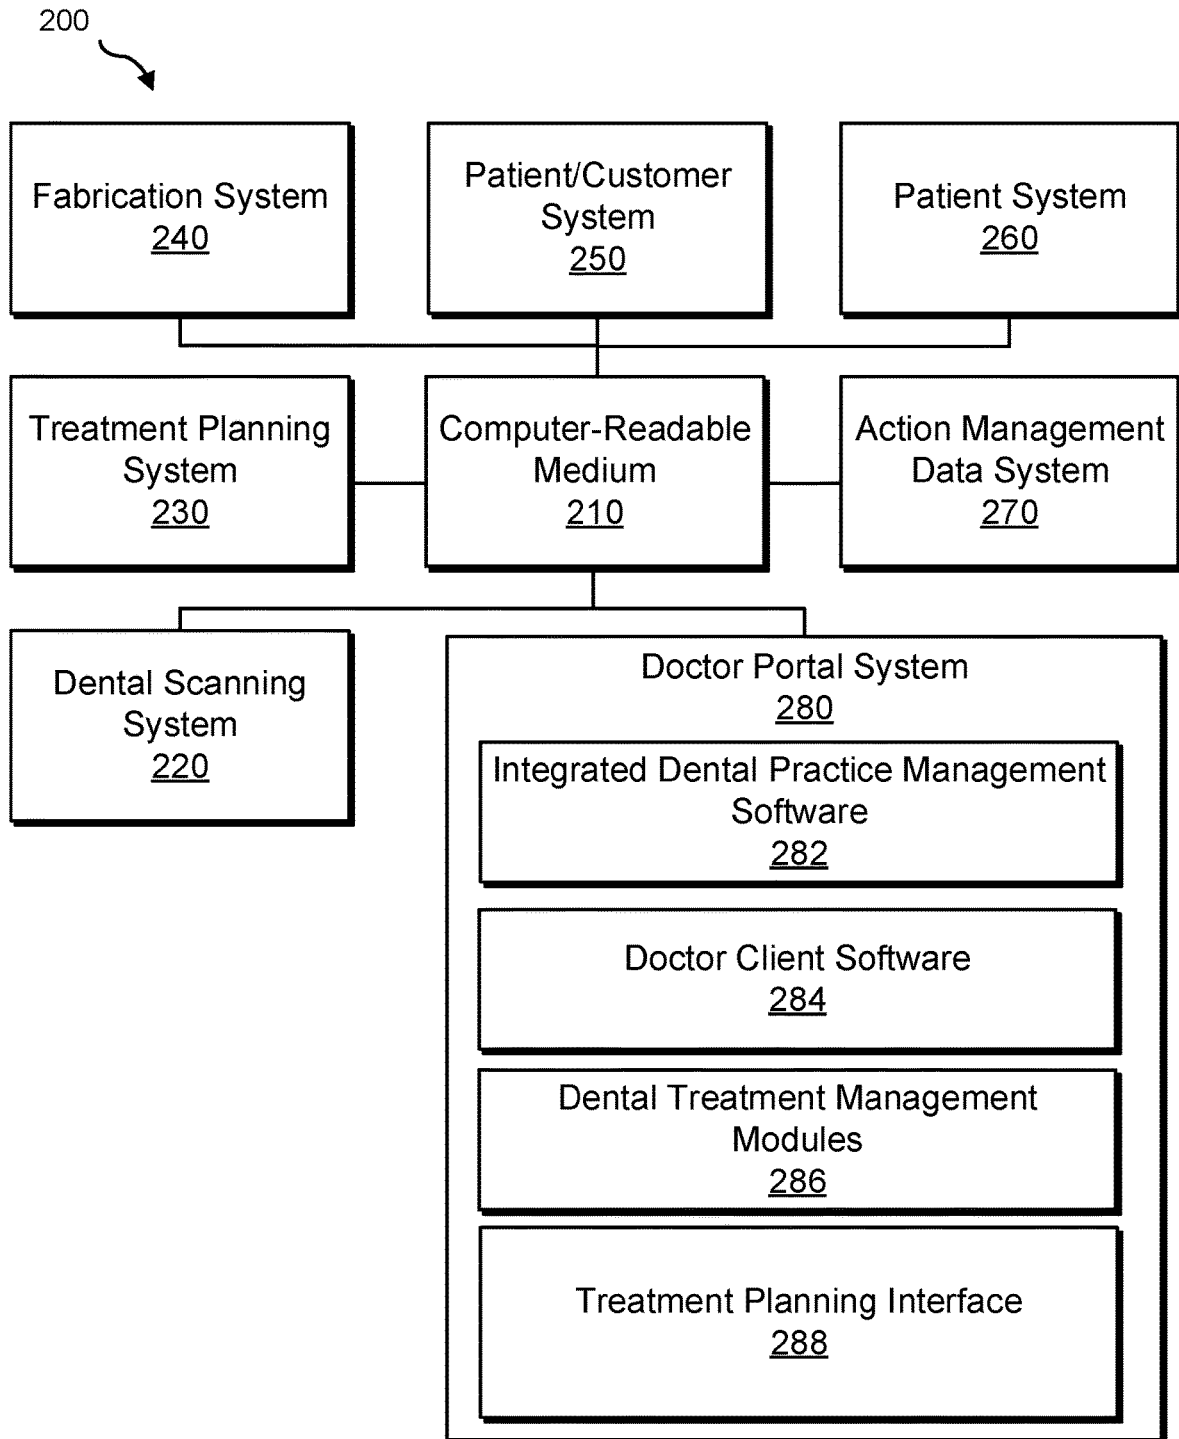 200
Fabrication System
240
Patient/Customer
System
250
Patient System
260
Treatment Planning
System
230
Computer-Readable
Medium
210
Action Management
Data System
270
Dental Scanning
System
220
Doctor Portal System
280
Integrated Dental Practice Management
Software
282
Doctor Client Software
284
Dental Treatment Management
Modules
286
Treatment Planning Interface
288